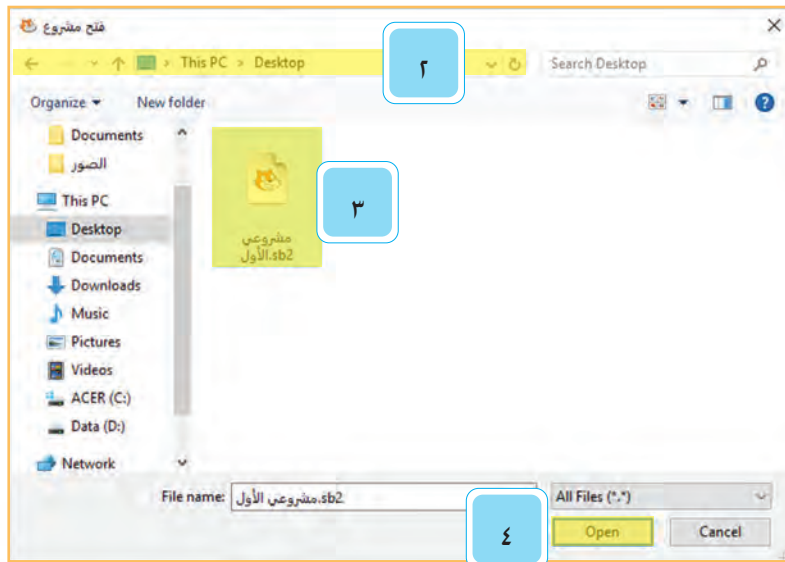 فتح مشروع
This PC > Desktop
٢
Search Desktop
Organize
New folder
Documents
الصور
This PC
Desktop
Documents
Downloads
Music
Pictures
Videos
ACER (C:)
Data (D:)
Network
مشروعي
الأول.sb2
٣
File name:
مشروعي الأول.sb2
All Files (*.*)
٤
Open
Cancel